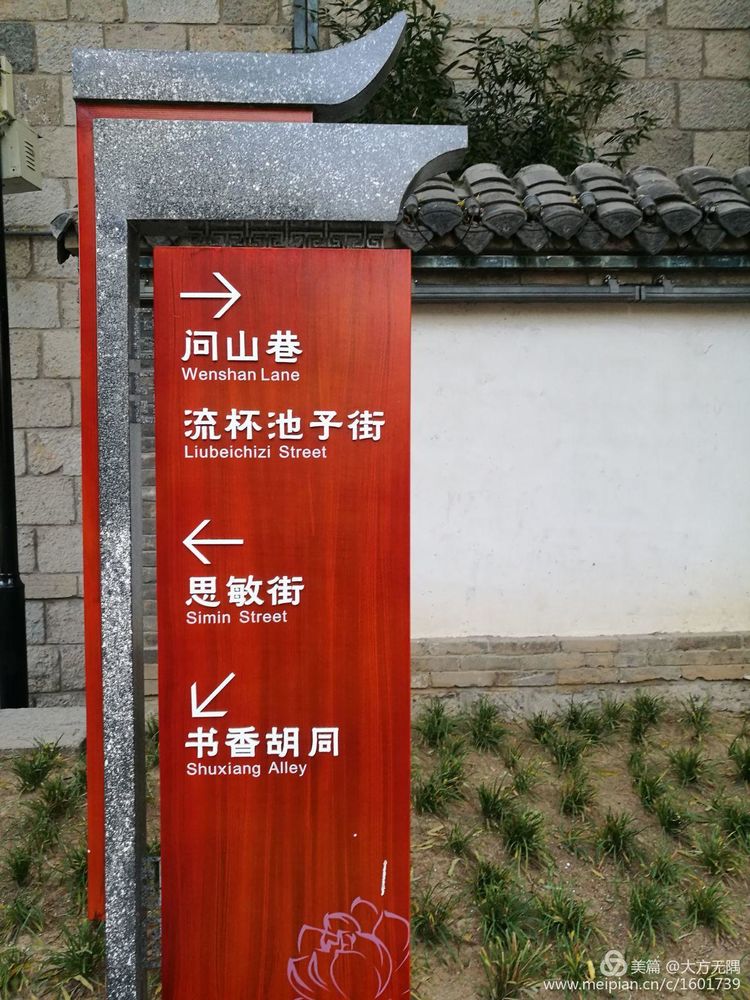 问山巷
Wenshan Lane
流杯池子街
Liubeichizi Street
思敏街
Simin Street
书香胡同
Shuxiang Alley
美篇 @大方无隅
www.meipian.cn/c/1601739